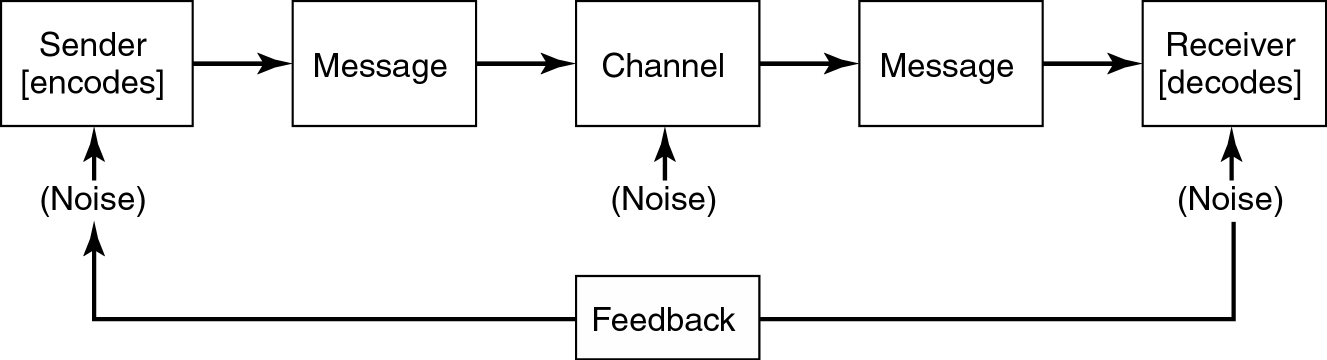 Sender
[encodes]
Message
Channel
Message
Receiver
[decodes]
(Noise)
(Noise)
(Noise)
Feedback